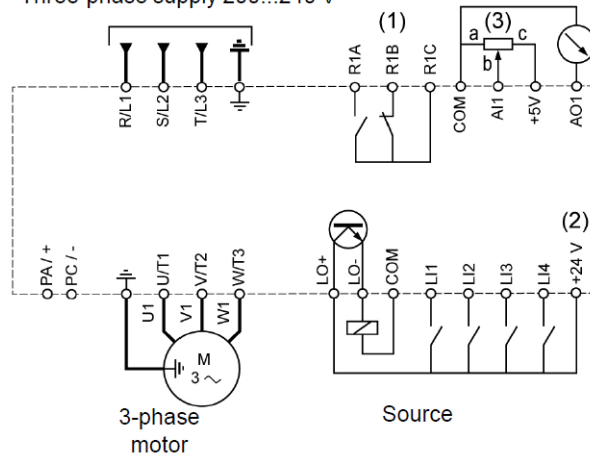 Three-phase supply 200...240 V
(1)
(3)
a
c
b
R/L1
S/L2
T/L3
R1A
R1B
R1C
COM
AI1
+5V
AO1
(2)
PA / +
PC / -
U/T1
V/T2
W/T3
LO+
LO-
COM
LI1
LI2
LI3
LI4
+24 V
U1
V1
W1
M
3
3-phase
motor
Source